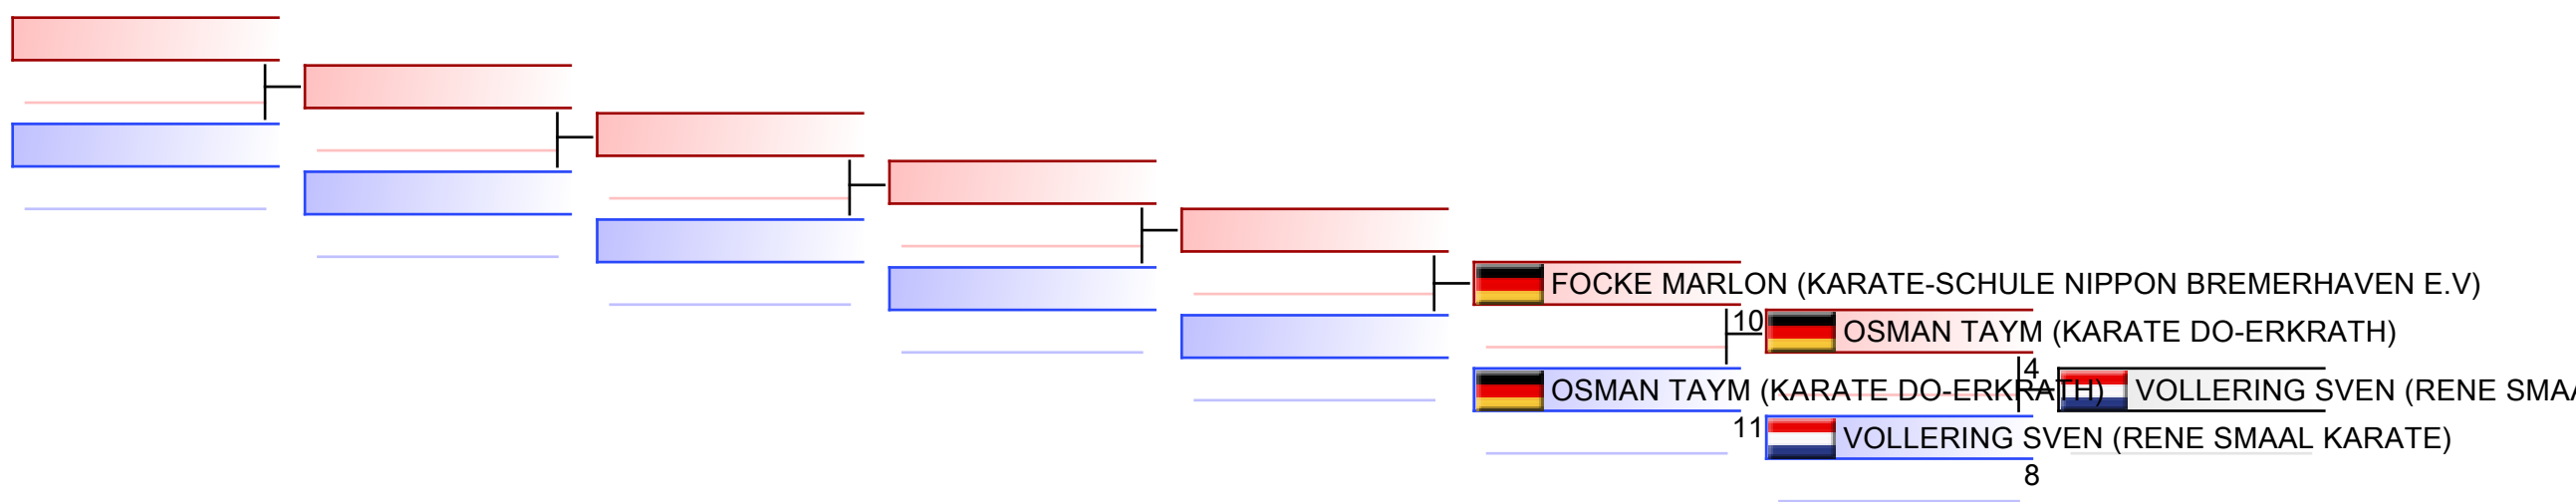 FOCKE MARLON (KARATE-SCHULE NIPPON BREMERHAVEN E.V)
10
OSMAN TAYM (KARATE DO-ERKRATH)
4
OSMAN TAYM (KARATE DO-ERKRATH)
VOLLERING SVEN (RENE SMAA
11
VOLLERING SVEN (RENE SMAAL KARATE)
8